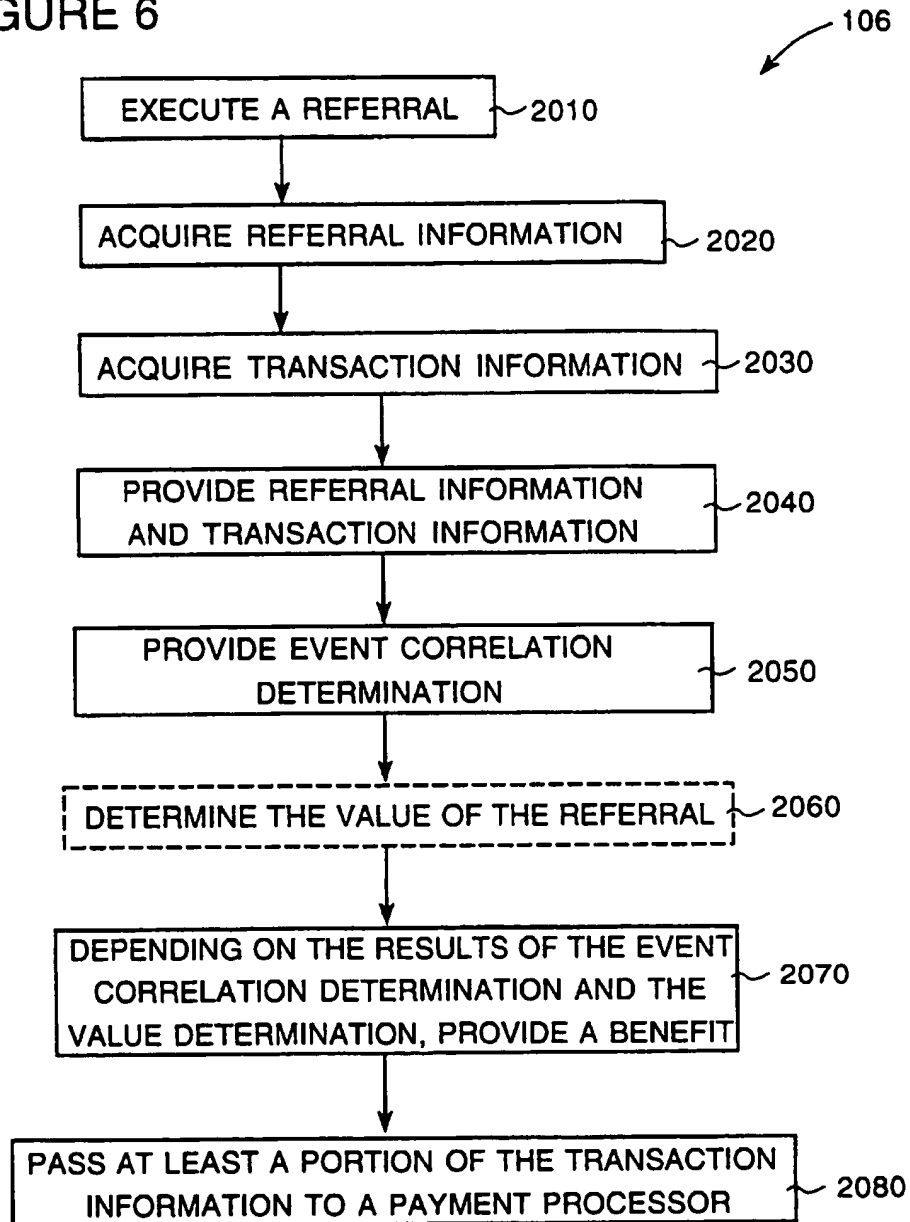 GURE 6
106
EXECUTE A REFERRAL 2010
ACQUIRE REFERRAL INFORMATION 2020
ACQUIRE TRANSACTION INFORMATION 2030
PROVIDE REFERRAL INFORMATION
AND TRANSACTION INFORMATION 2040
PROVIDE EVENT CORRELATION
DETERMINATION 2050
DETERMINE THE VALUE OF THE REFERRAL 2060
DEPENDING ON THE RESULTS OF THE EVENT
CORRELATION DETERMINATION AND THE 2070
VALUE DETERMINATION, PROVIDE A BENEFIT
PASS AT LEAST A PORTION OF THE TRANSACTION
INFORMATION TO A PAYMENT PROCESSOR 2080